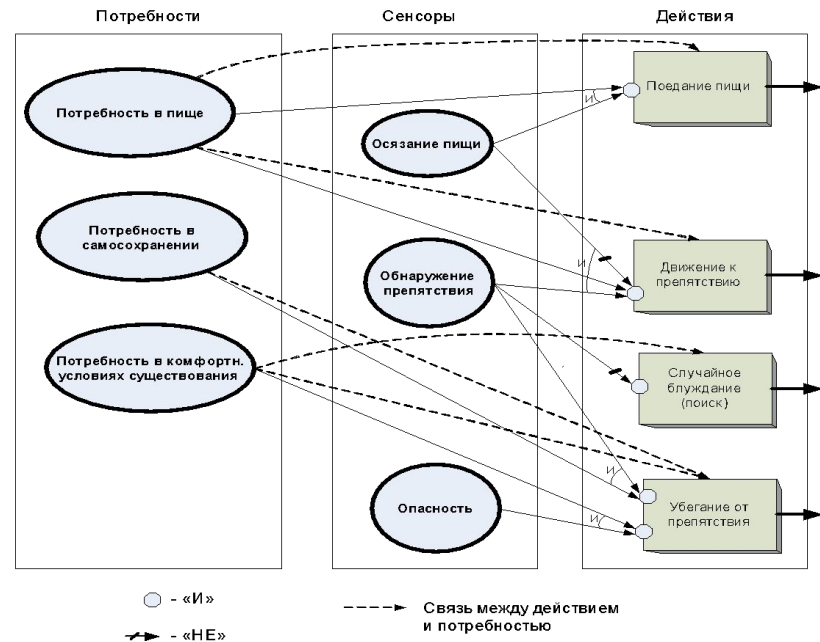 Потребности
Сенсоры
Действия
Потребность в пище
Потребность в
самосохранении
Потребность в комфортн.
условиях существования
Осязание пищи
Обнаружение
препятствия
Опасность
Поедание пищи
Движение к
препятствию
Случайное
блуждание
(поиск)
Убегание от
препятствия
И
И
И
И
- «И»
- «НЕ»
Связь между действием
и потребностью